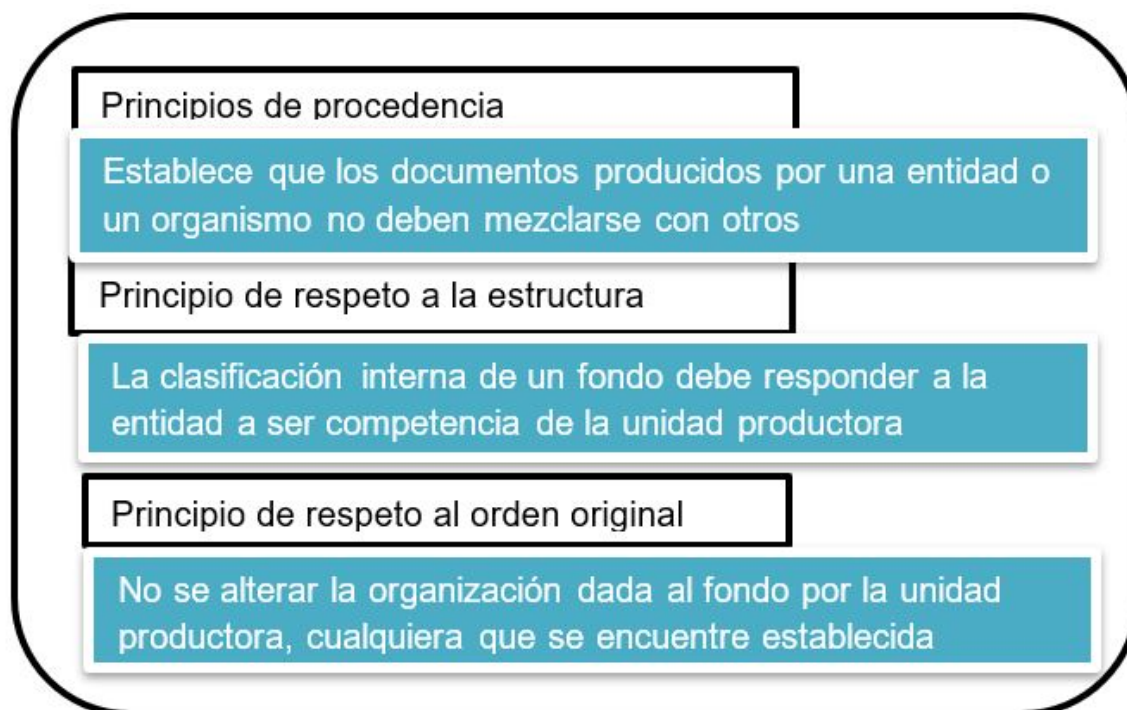 Principios de procedencia
Establece que los documentos producidos por una entidad o
un organismo no deben mezclarse con otros
Principio de respeto a la estructura
La clasificación interna de un fondo debe responder a la
entidad a ser competencia de la unidad productora
Principio de respeto al orden original
No se alterar la organización dada al fondo por la unidad
productora, cualquiera que se encuentre establecida